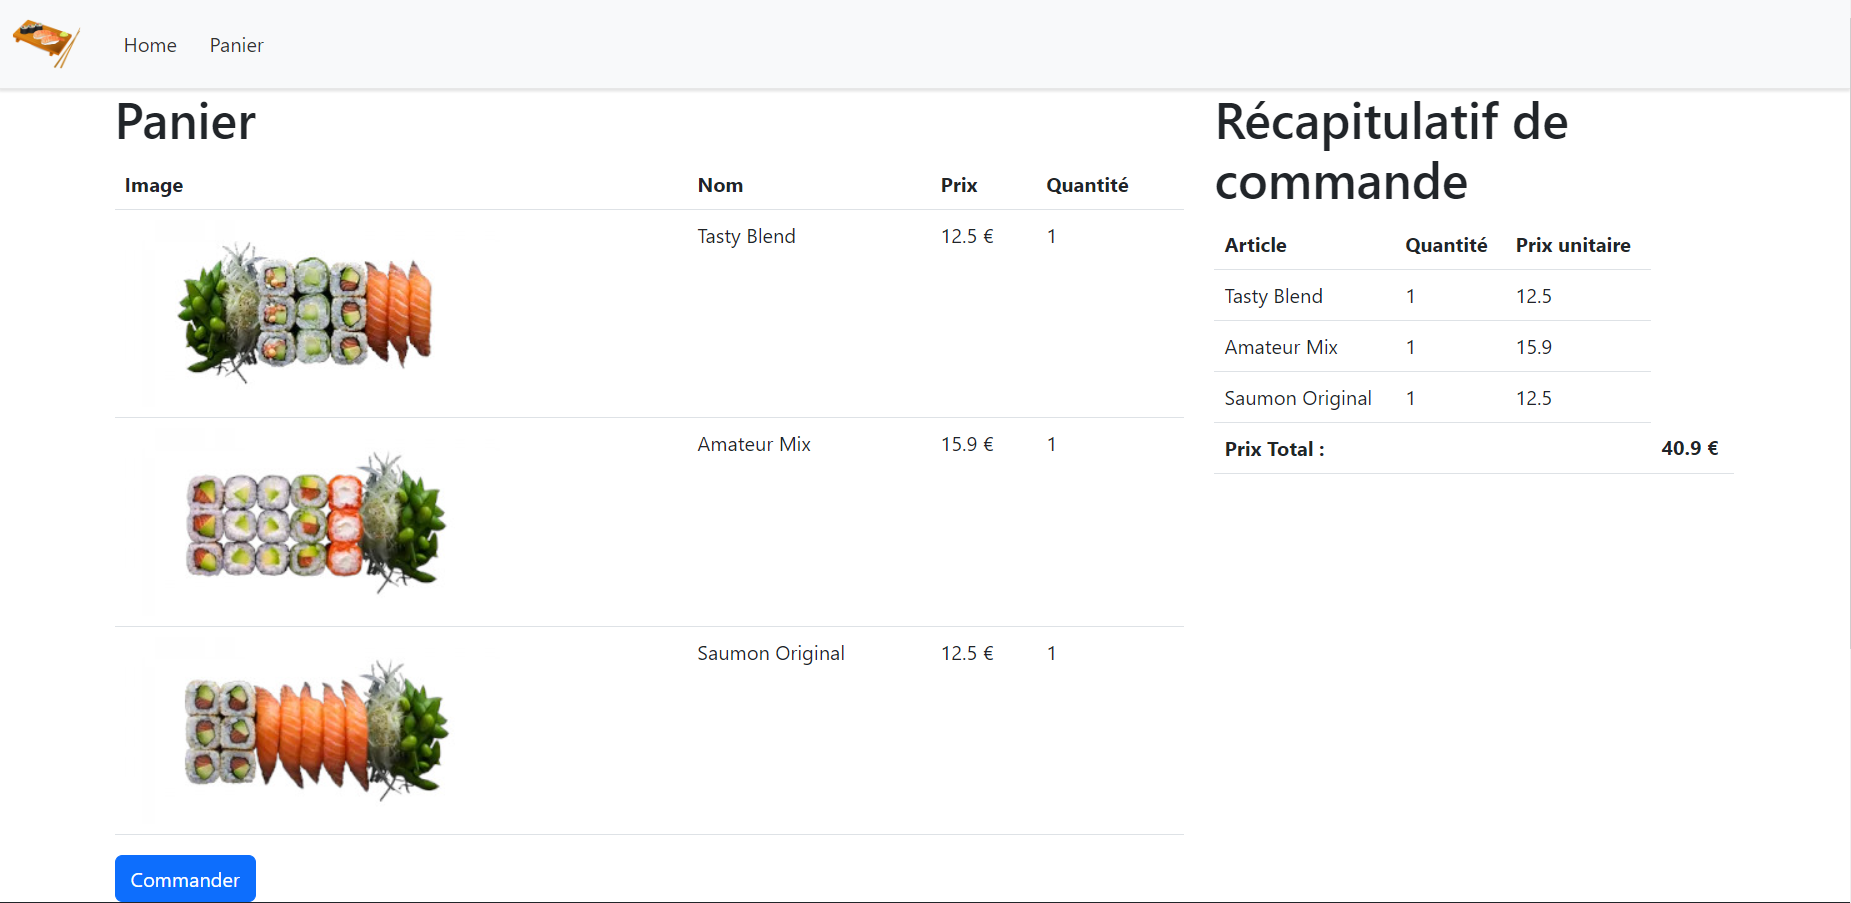 Home Panier
Panier
Image Nom Prix Quantité
Tasty Blend 12.5 € 1
Amateur Mix 15.9 € 1
Saumon Original 12.5 € 1
Commander
Récapitulatif de
commande
Article Quantité Prix unitaire
Tasty Blend 1 12.5
Amateur Mix 1 15.9
Saumon Original 1 12.5
Prix Total : 40.9 €